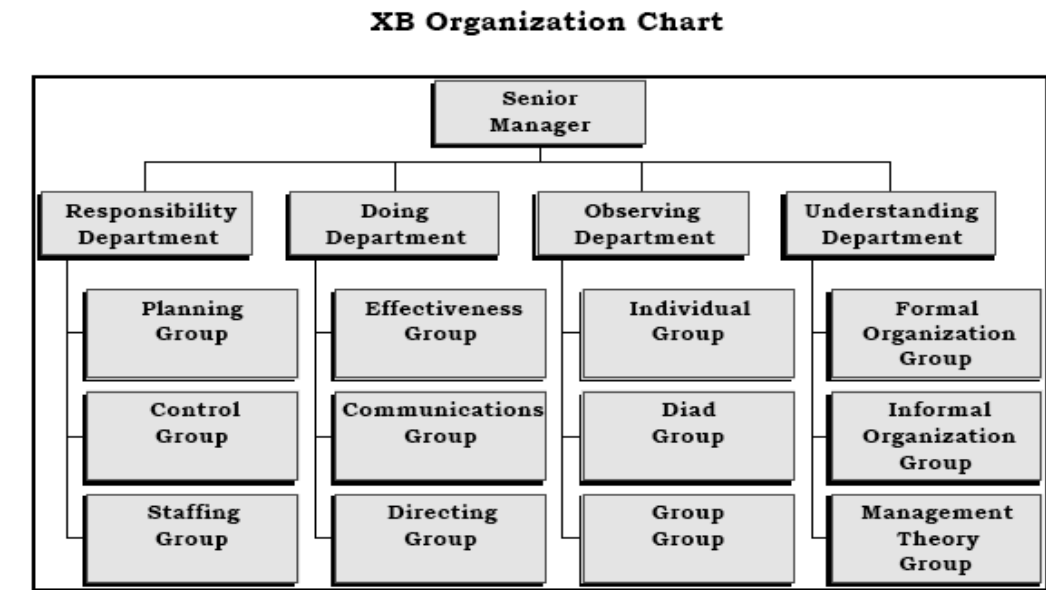 XB Organization Chart
Senior
Manager
Responsibility
Department
Doing
Department
Observing
Department
Understanding
Department
Planning
Group
Effectiveness
Group
Individual
Group
Formal
Organization
Group
Control
Group
Communications
Group
Diad
Group
Informal
Organization
Group
Staffing
Group
Directing
Group
Group
Group
Management
Theory
Group